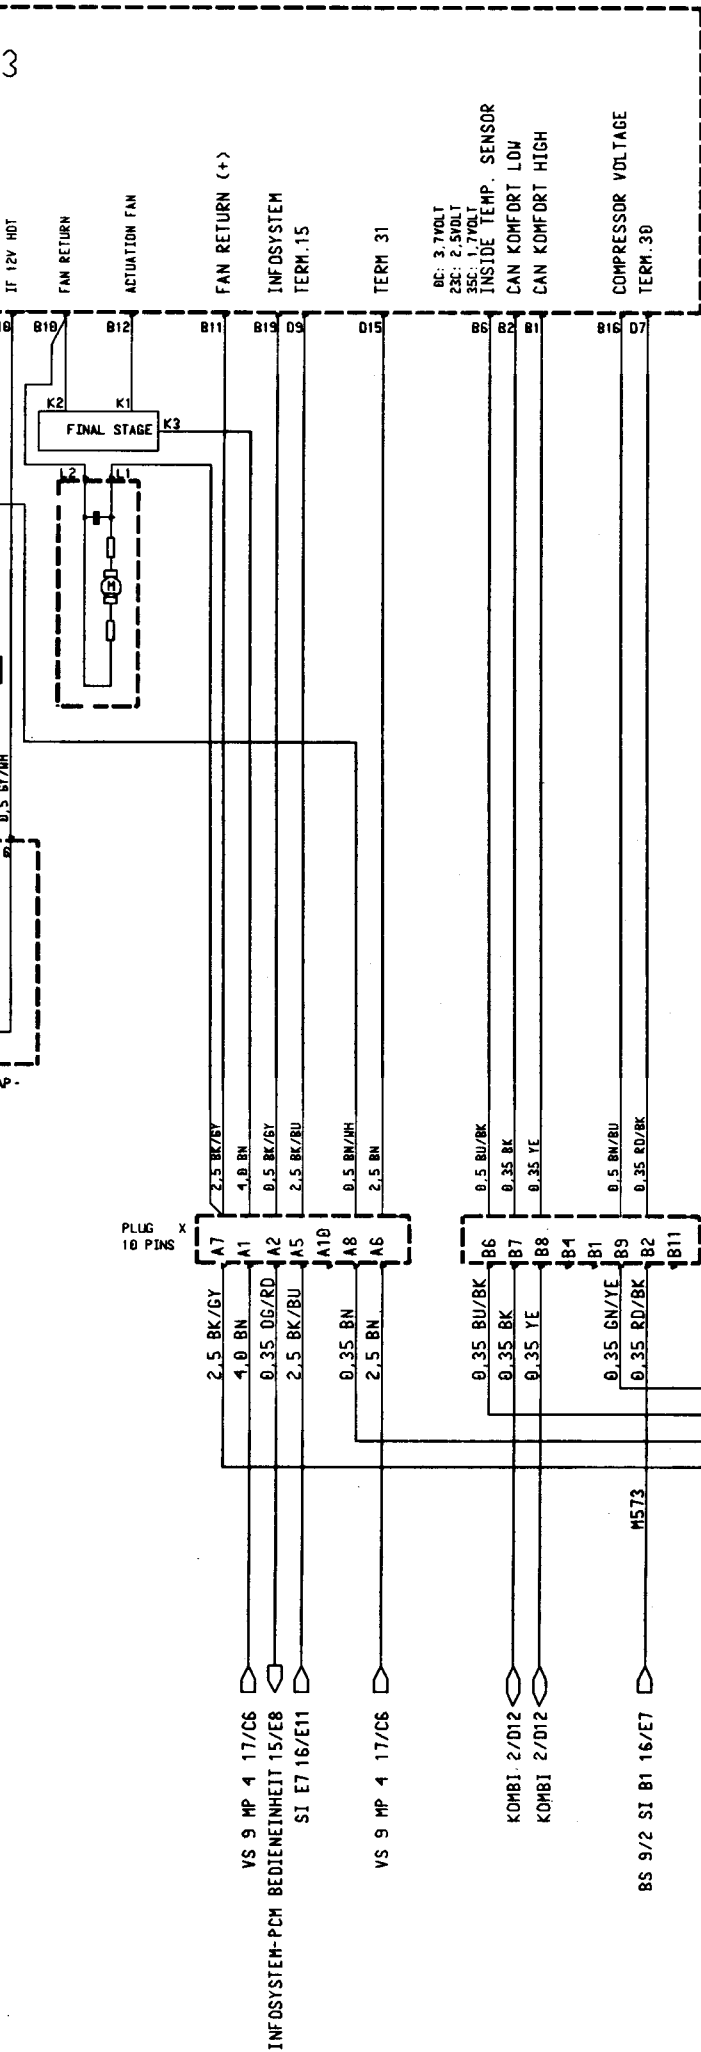 3
IF 12V HOT
FAN RETURN
ACTUATION FAN
FAN RETURN (+)
INFOSYSTEM
TERM.15
TERM 31
0C: 3,7VOLT
23C: 2,5VOLT
35C: 1,7VOLT
INSIDE TEMP. SENSOR
CAN KOMFORT LOW
CAN KOMFORT HIGH
COMPRESSOR VOLTAGE
TERM.30
B18
B12
B11
B19
D9
D15
B6
B2
B1
B16
D7
K2
K1
FINAL STAGE
K3
L2
L1
M
0,5 GY/WH
2,5 BK/GY
4,0 BN
0,5 BK/GY
2,5 BK/BU
0,5 BN/WH
2,5 BN
0,5 BU/BK
0,35 BK
0,35 YE
0,5 BN/BU
0,35 RD/BK
PLUG X
10 PINS
A7
A1
A2
A5
A10
A8
A6
B6
B7
B8
B4
B1
B9
B2
B11
2,5 BK/GY
4,0 BN
0,35 OG/RD
2,5 BK/BU
0,35 BN
2,5 BN
0,35 BU/BK
0,35 BK
0,35 YE
0,35 GN/YE
0,35 RD/BK
M573
VS 9 MP 4 17/C6
INFOSYSTEM-PCM BEDIENEINHEIT 15/E8
SI E7 16/E11
VS 9 MP 4 17/C6
KOMBI 2/D12
KOMBI 2/D12
BS 9/2 SI B1 16/E7